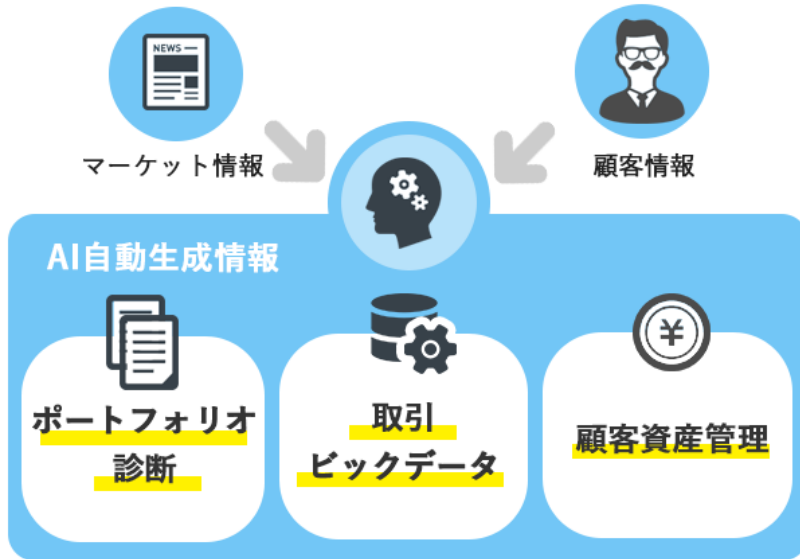 NEWS
マーケット情報
顧客情報
AI自動生成情報
ポートフォリオ
診断
取引
ビックデータ
¥
顧客資産管理